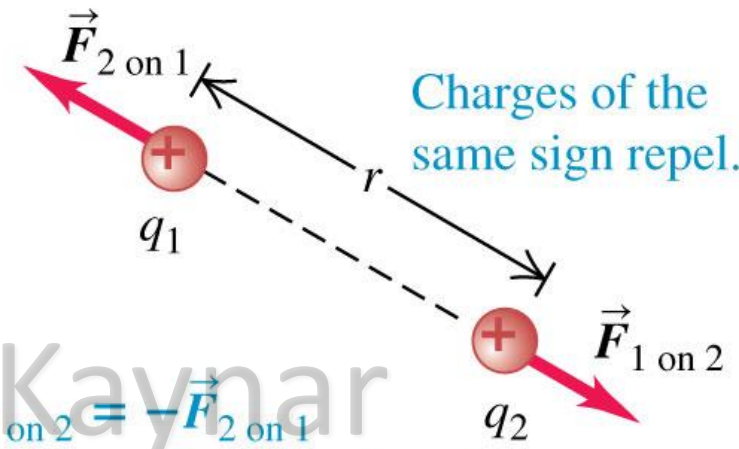 F⃗ 2 on 1
Charges of the
same sign repel.
r
+
q₁
+
F⃗ 1 on 2
q₂
on 2 = −F⃗ 2 on 1
Kaynar